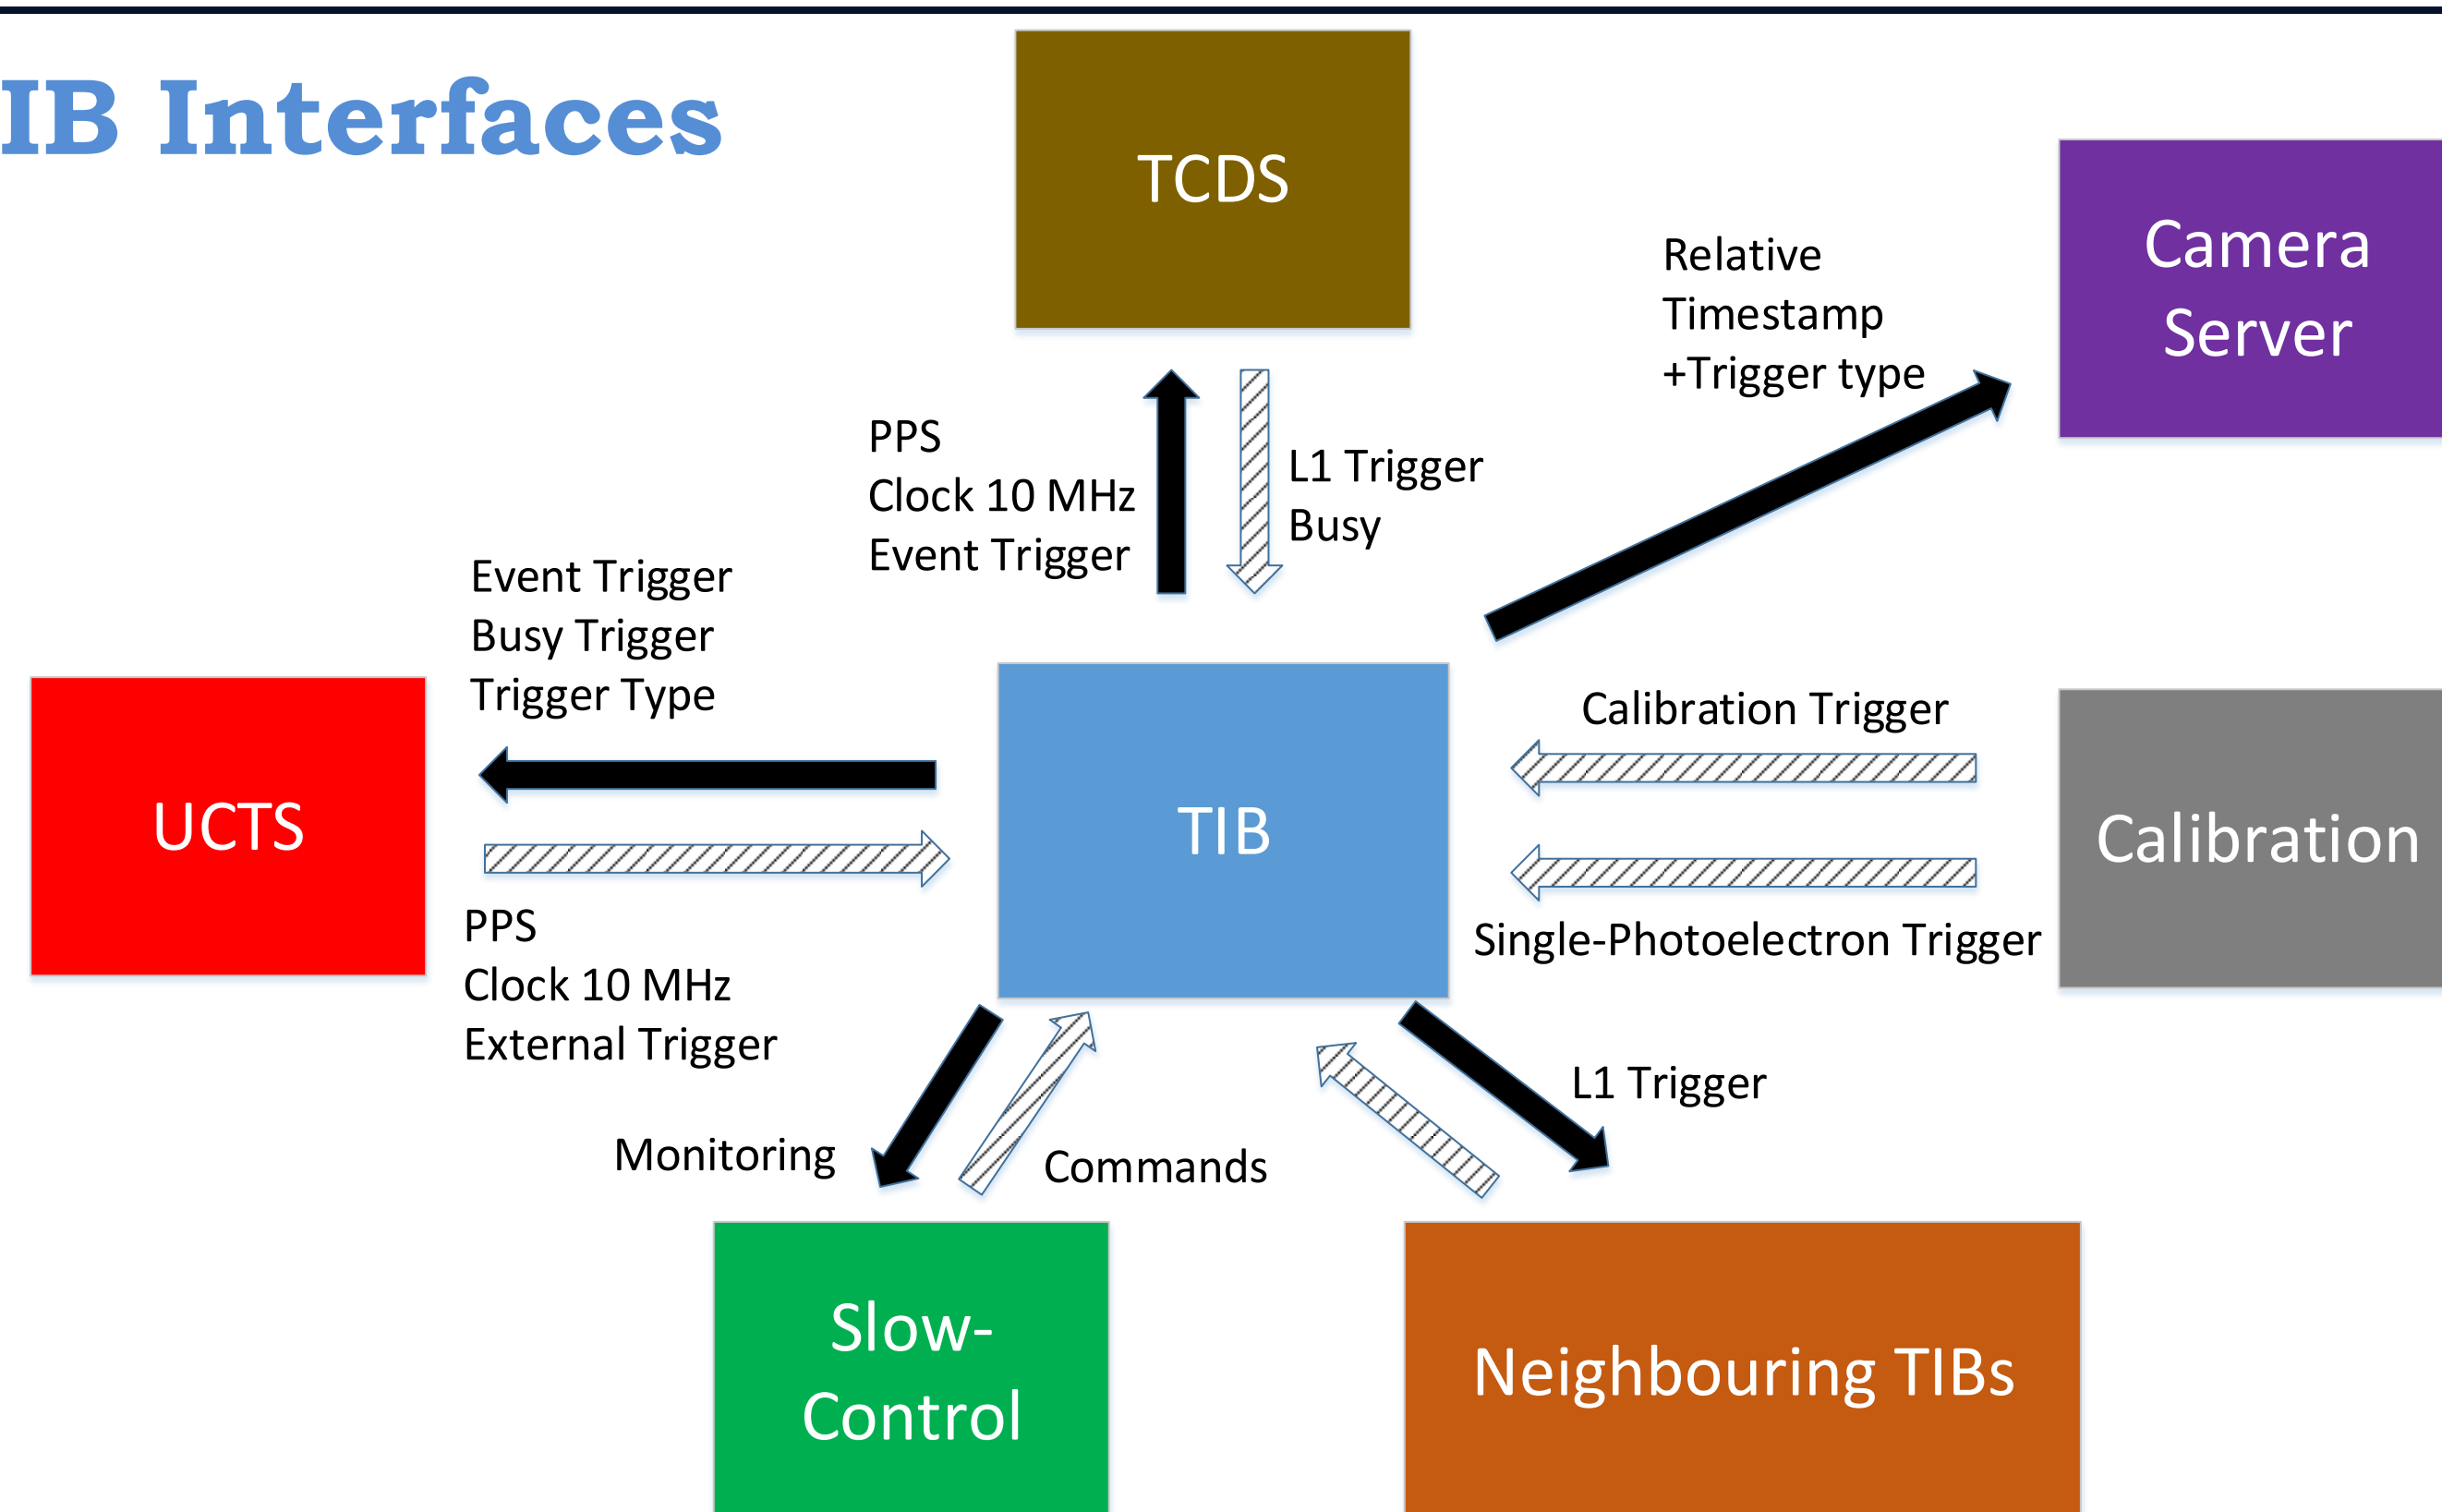 IB Interfaces
TCDS
Camera
Server
Relative
Timestamp
+Trigger type
PPS
Clock 10 MHz
Event Trigger
L1 Trigger
Busy
Event Trigger
Busy Trigger
Trigger Type
UCTS
TIB
Calibration Trigger
Calibration
Single-Photoelectron Trigger
PPS
Clock 10 MHz
External Trigger
Monitoring
Commands
L1 Trigger
Slow-
Control
Neighbouring TIBs